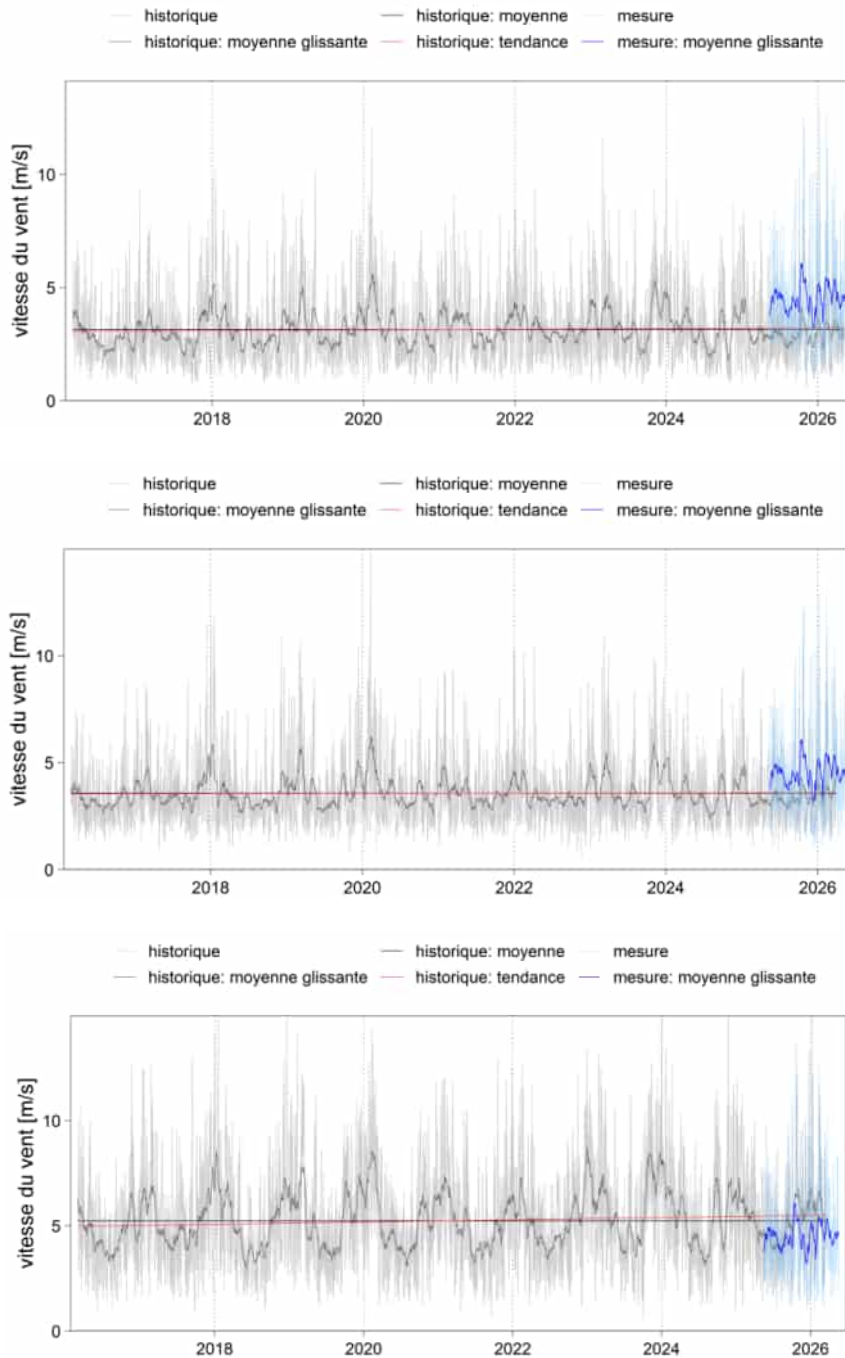 historique historique: moyenne mesure
historique: moyenne glissante historique: tendance mesure: moyenne glissante
vitesse du vent [m/s]
10
5
0
2018 2020 2022 2024 2026
historique historique: moyenne mesure
historique: moyenne glissante historique: tendance mesure: moyenne glissante
vitesse du vent [m/s]
10
5
0
2018 2020 2022 2024 2026
historique historique: moyenne mesure
historique: moyenne glissante historique: tendance mesure: moyenne glissante
vitesse du vent [m/s]
10
5
0
2018 2020 2022 2024 2026